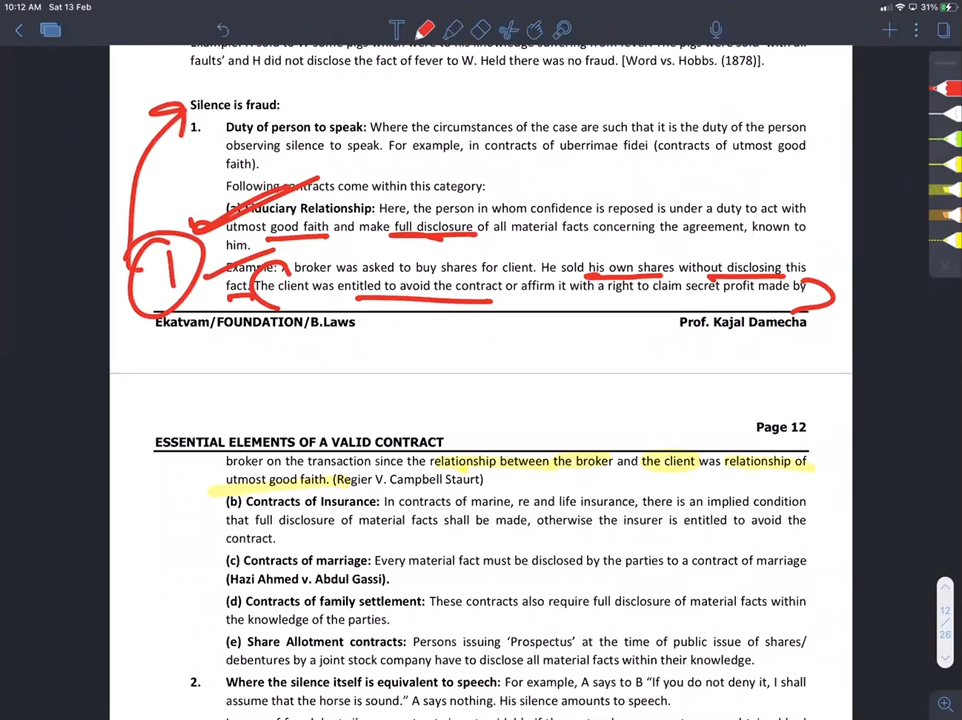 10:12 AM Sat 13 Feb
31%
faults' and H did not disclose the fact of fever to W. Held there was no fraud. [Word vs. Hobbs. (1878)].
Silence is fraud:
1. Duty of person to speak: Where the circumstances of the case are such that it is the duty of the person
observing silence to speak. For example, in contracts of uberrimae fidei (contracts of utmost good
faith).
Following contracts come within this category:
(a) Fiduciary Relationship: Here, the person in whom confidence is reposed is under a duty to act with
utmost good faith and make full disclosure of all material facts concerning the agreement, known to
him.
1
Example: A broker was asked to buy shares for client. He sold his own shares without disclosing this
fact. The client was entitled to avoid the contract or affirm it with a right to claim secret profit made by
Ekatvam/FOUNDATION/B.Laws Prof. Kajal Damecha
Page 12
ESSENTIAL ELEMENTS OF A VALID CONTRACT
broker on the transaction since the relationship between the broker and the client was relationship of
utmost good faith. (Regier V. Campbell Staurt)
(b) Contracts of Insurance: In contracts of marine, re and life insurance, there is an implied condition
that full disclosure of material facts shall be made, otherwise the insurer is entitled to avoid the
contract.
(c) Contracts of marriage: Every material fact must be disclosed by the parties to a contract of marriage
(Hazi Ahmed v. Abdul Gassi).
(d) Contracts of family settlement: These contracts also require full disclosure of material facts within
the knowledge of the parties.
(e) Share Allotment contracts: Persons issuing 'Prospectus' at the time of public issue of shares/
debentures by a joint stock company have to disclose all material facts within their knowledge.
12
/
26
2. Where the silence itself is equivalent to speech: For example, A says to B "If you do not deny it, I shall
assume that the horse is sound." A says nothing. His silence amounts to speech.